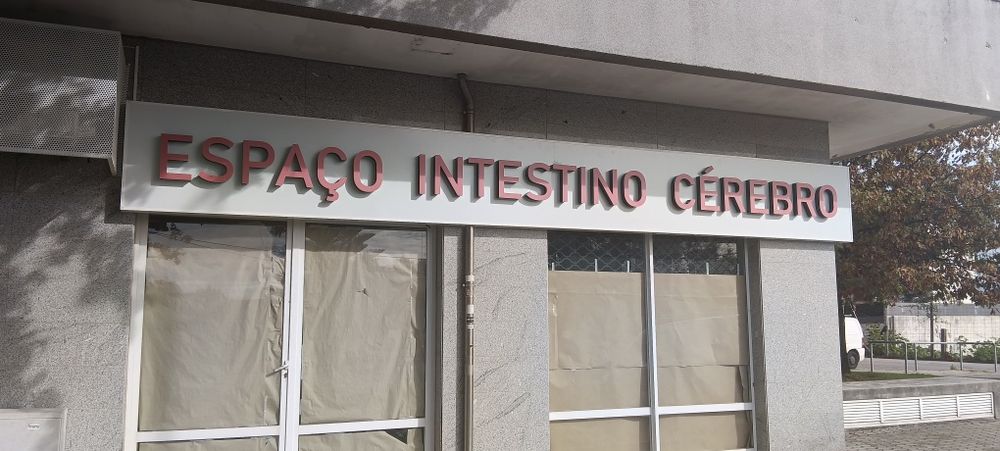 ESPAÇO INTESTINO CÉREBRO